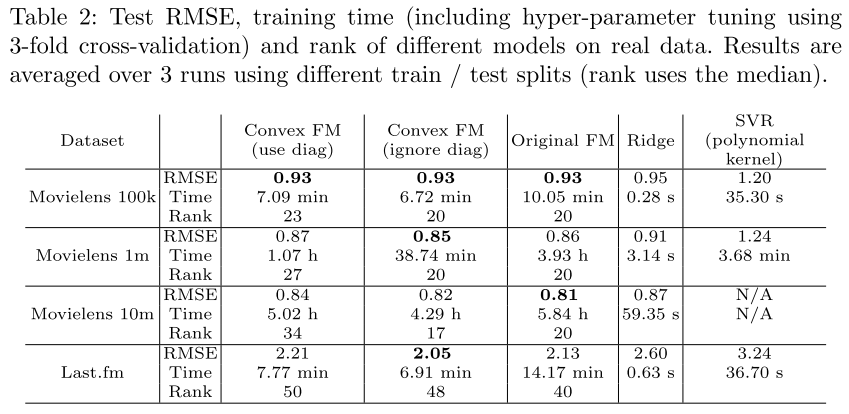 Table 2: Test RMSE, training time (including hyper-parameter tuning using
3-fold cross-validation) and rank of different models on real data. Results are
averaged over 3 runs using different train / test splits (rank uses the median).
Dataset Convex FM (use diag) Convex FM (ignore diag) Original FM Ridge SVR (polynomial kernel)
Movielens 100k RMSE 0.93 0.93 0.93 0.95 1.20
Time 7.09 min 6.72 min 10.05 min 0.28 s 35.30 s
Rank 23 20 20
Movielens 1m RMSE 0.87 0.85 0.86 0.91 1.24
Time 1.07 h 38.74 min 3.93 h 3.14 s 3.68 min
Rank 27 20 20
Movielens 10m RMSE 0.84 0.82 0.81 0.87 N/A
Time 5.02 h 4.29 h 5.84 h 59.35 s N/A
Rank 34 17 20
Last.fm RMSE 2.21 2.05 2.13 2.60 3.24
Time 7.77 min 6.91 min 14.17 min 0.63 s 36.70 s
Rank 50 48 40